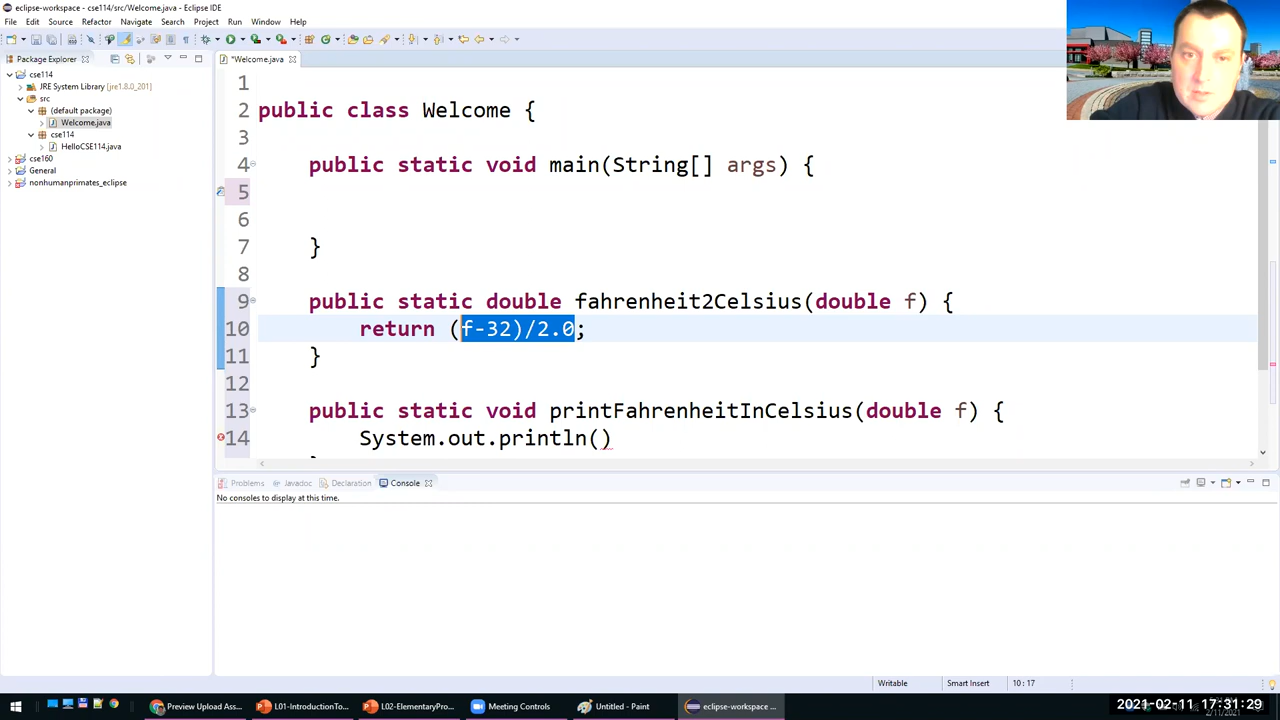 eclipse-workspace - cse114/src/Welcome.java - Eclipse IDE
File Edit Source Refactor Navigate Search Project Run Window Help
Package Explorer
*Welcome.java
cse114
JRE System Library [jre1.8.0_201]
src
(default package)
Welcome.java
cse114
HelloCSE114.java
cse160
General
nonhumanprimates_eclipse
1
2 public class Welcome {
3
4 public static void main(String[] args) {
5
6
7 }
8
9 public static double fahrenheit2Celsius(double f) {
10 return (f-32)/2.0;
11 }
12
13 public static void printFahrenheitInCelsius(double f) {
14 System.out.println()
Problems Javadoc Declaration Console
No consoles to display at this time.
Writable Smart Insert 10 : 17
Preview Upload Ass... L01-IntroductionTo... L02-ElementaryPro... Meeting Controls Untitled - Paint eclipse-workspace ...
2021-02-11 17:31:29
2/11/2021